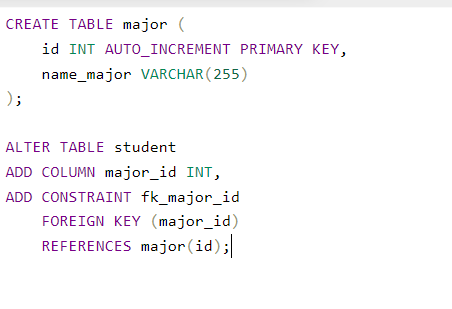 CREATE TABLE major (
    id INT AUTO_INCREMENT PRIMARY KEY,
    name_major VARCHAR(255)
);

ALTER TABLE student
ADD COLUMN major_id INT,
ADD CONSTRAINT fk_major_id
    FOREIGN KEY (major_id)
    REFERENCES major(id);